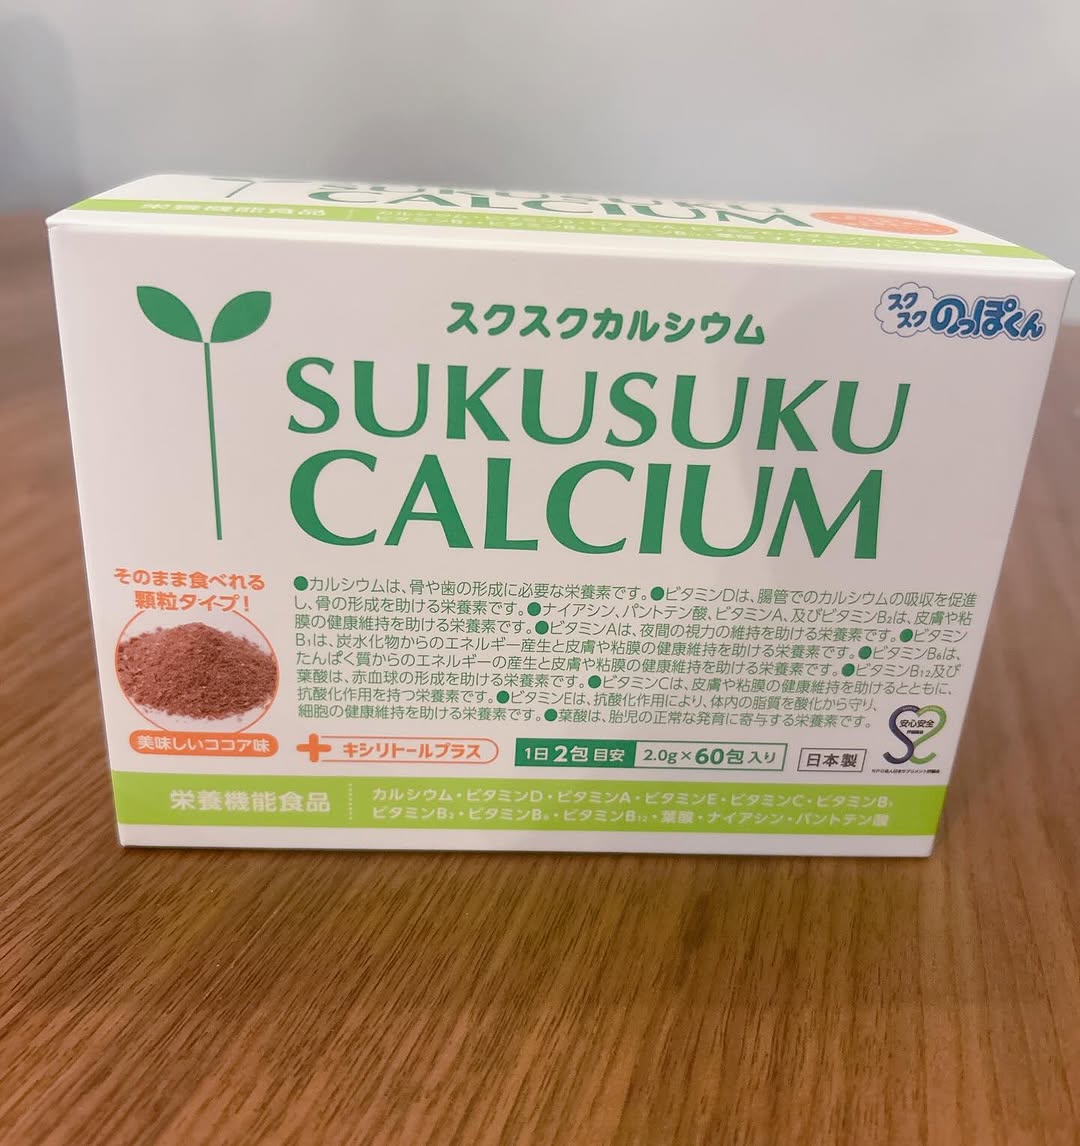 SUKUSUKU
CALCIUM
栄養機能食品
スクスクカルシウム
スクスク
のっぽくん
SUKUSUKU
CALCIUM
そのまま食べれる
顆粒タイプ!
●カルシウムは、骨や歯の形成に必要な栄養素です。●ビタミンDは、腸管でのカルシウムの吸収を促進
し、骨の形成を助ける栄養素です。●ナイアシン、パントテン酸、ビタミンA、及びビタミンB₂は、皮膚や粘
膜の健康維持を助ける栄養素です。●ビタミンAは、夜間の視力の維持を助ける栄養素です。●ビタミン
B₁は、炭水化物からのエネルギー産生と皮膚や粘膜の健康維持を助ける栄養素です。●ビタミンB₆は、
たんぱく質からのエネルギーの産生と皮膚や粘膜の健康維持を助ける栄養素です。●ビタミンB₁₂及び
葉酸は、赤血球の形成を助ける栄養素です。●ビタミンCは、皮膚や粘膜の健康維持を助けるとともに、
抗酸化作用を持つ栄養素です。●ビタミンEは、抗酸化作用により、体内の脂質を酸化から守り、
細胞の健康維持を助ける栄養素です。●葉酸は、胎児の正常な発育に寄与する栄養素です。
美味しいココア味
+キシリトールプラス
1日2包目安
2.0g×60包入り
日本製
安心安全
栄養機能食品
カルシウム・ビタミンD・ビタミンA・ビタミンE・ビタミンC・ビタミンB₁
ビタミンB₂・ビタミンB₆・ビタミンB₁₂・葉酸・ナイアシン・パントテン酸